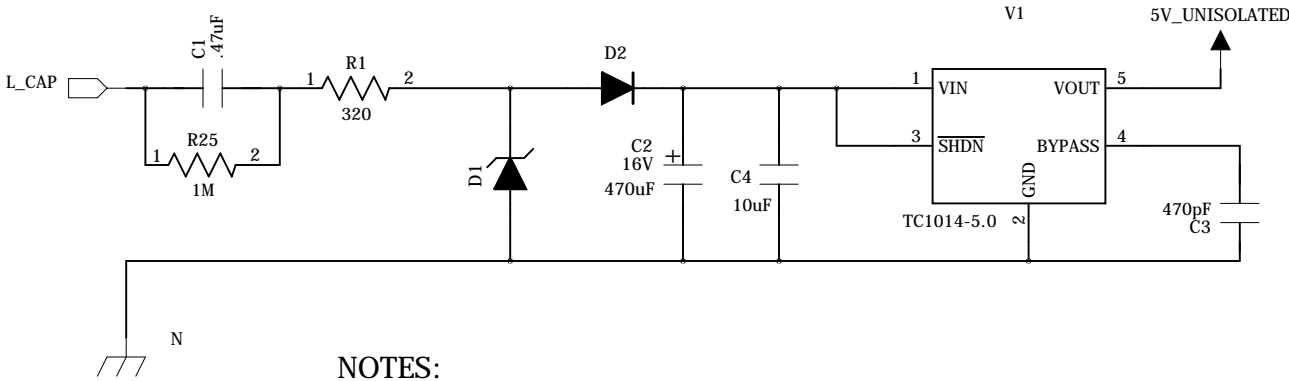 V1
5V_UNISOLATED
C1
.47uF
L_CAP
1 R1 2
320
D2
1 VIN VOUT 5
3 SHDN BYPASS 4
GND
2
TC1014-5.0
R25
1 2
1M
D1
C2
16V +
470uF
C4
10uF
470pF
C3
N
NOTES: